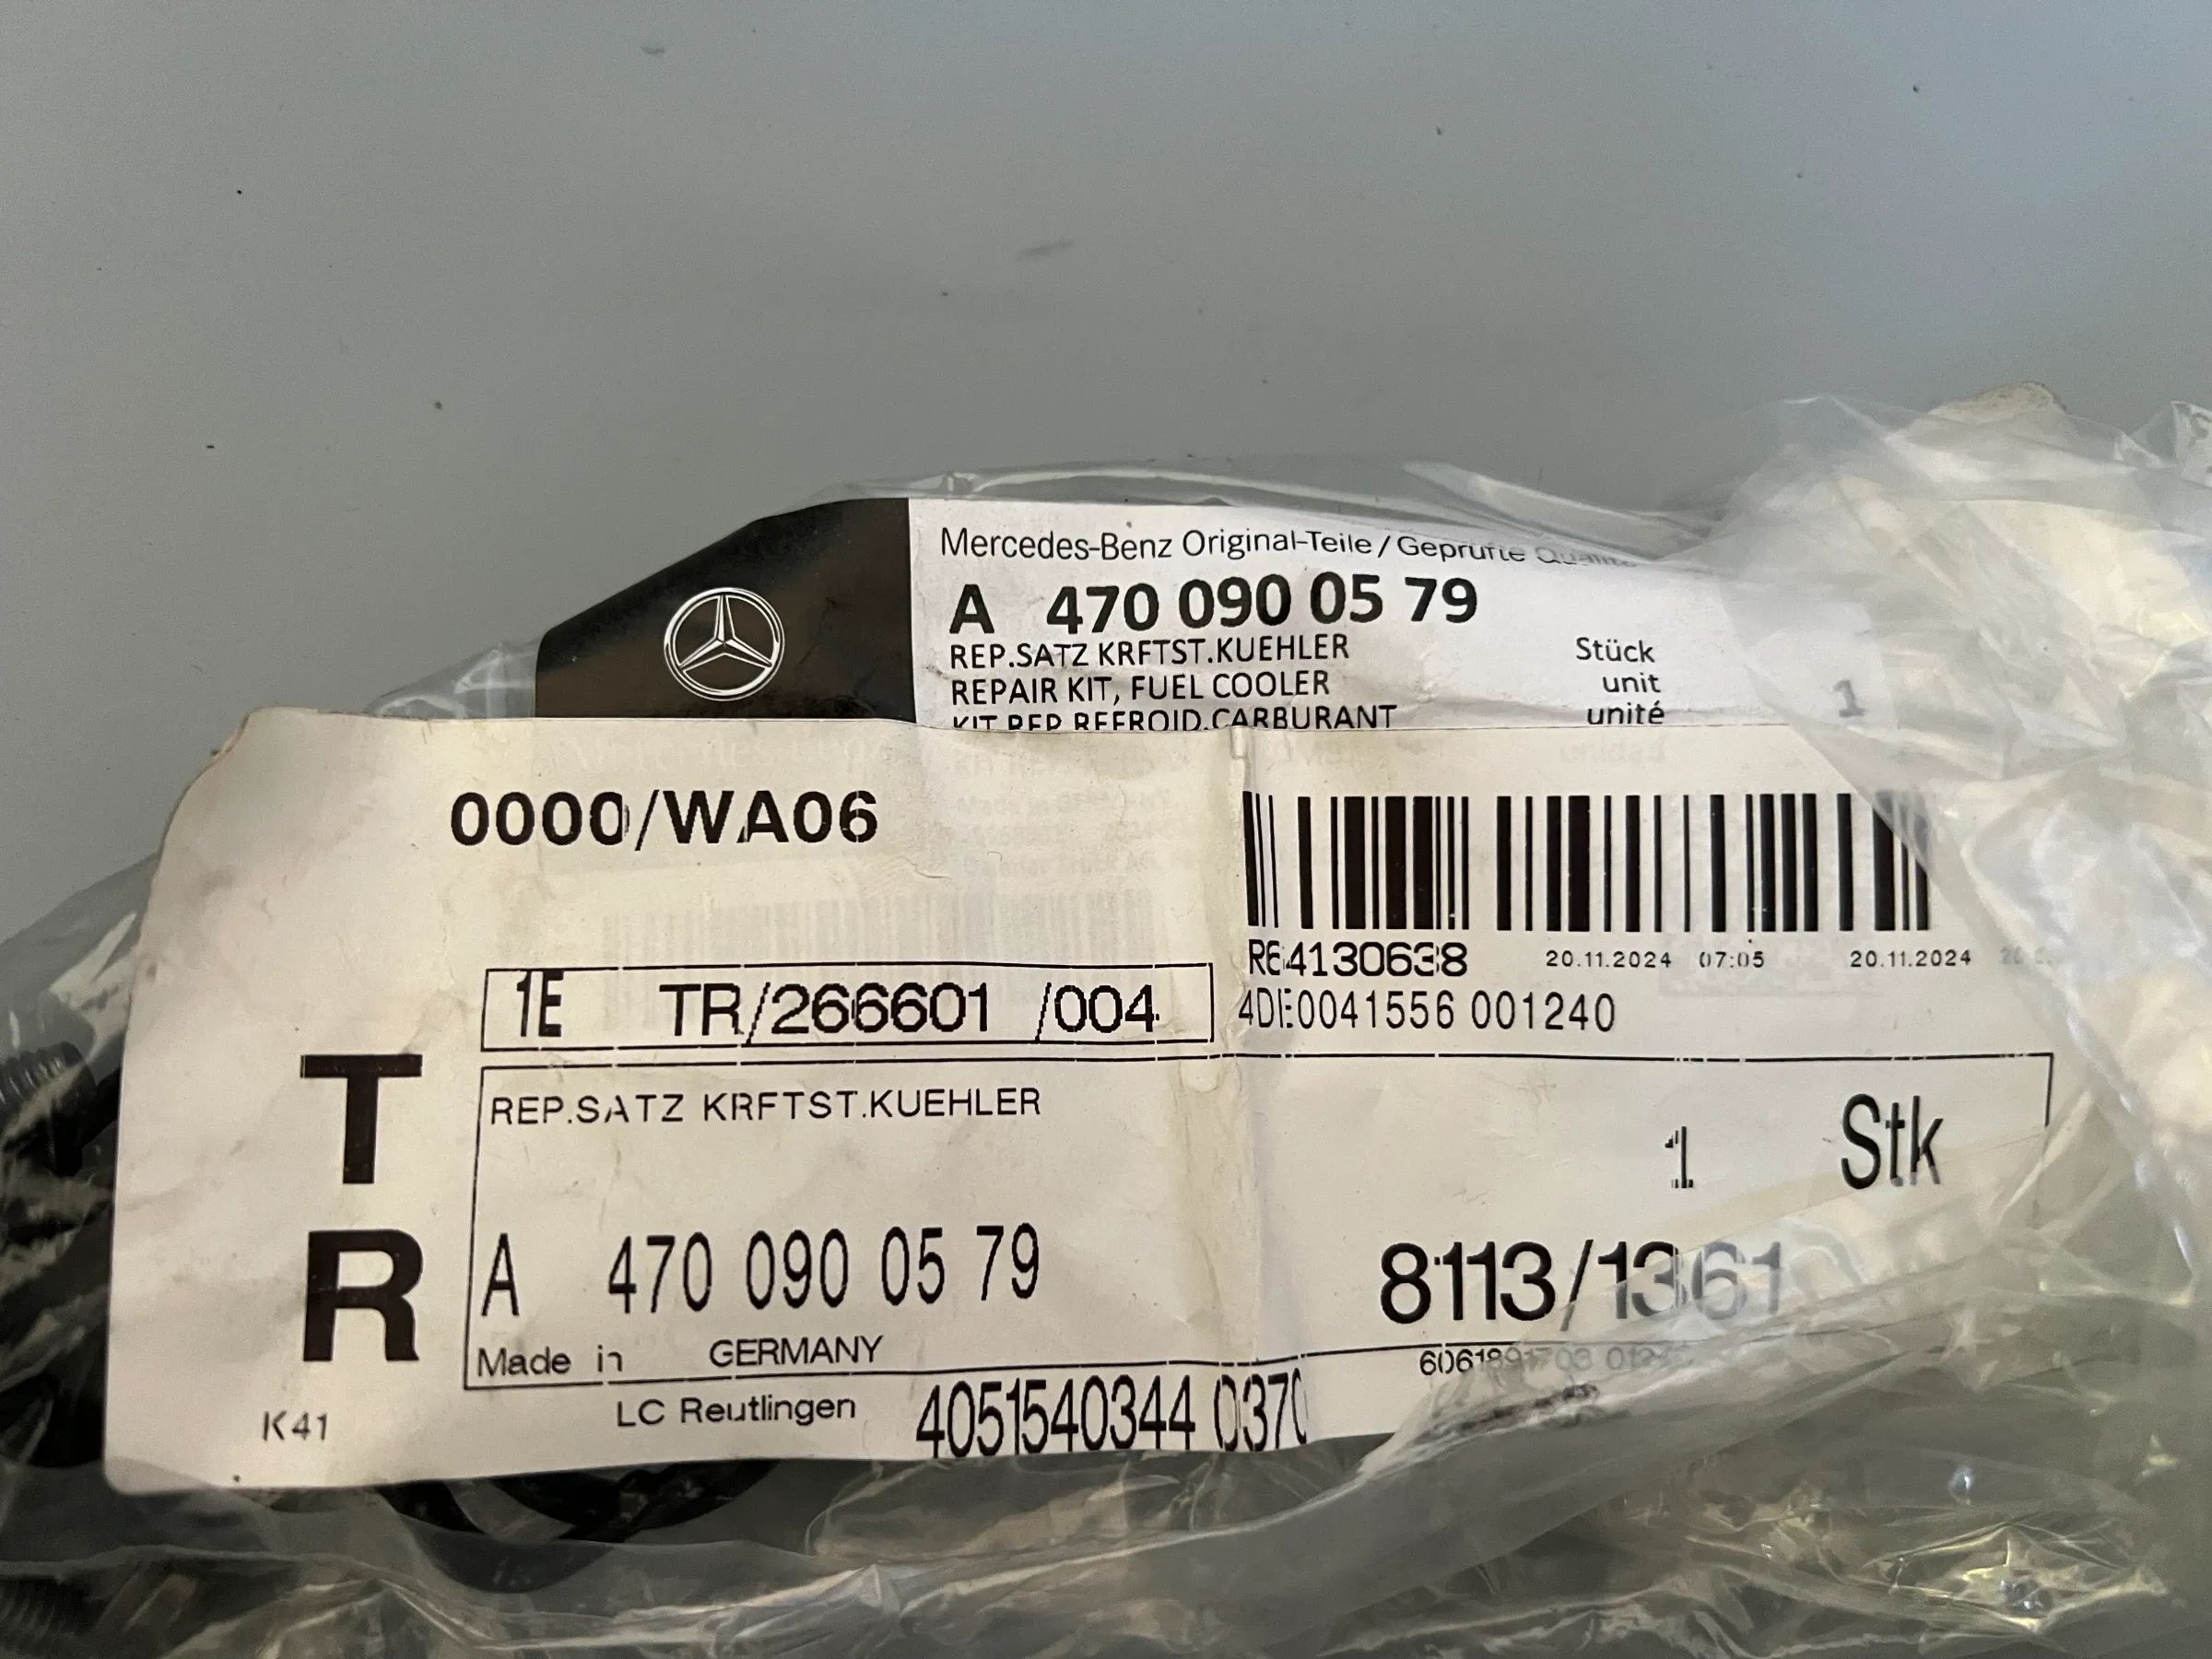 Mercedes-Benz Original-Teile / Geprüfte
A 470 090 05 79
REP.SATZ KRFTST.KUEHLER Stück
REPAIR KIT, FUEL COOLER unit 1
KIT REP.REFROID.CARBURANT unité
0000/WA06
R64130638 20.11.2024 07:05 20.11.2024
1E TR/266601 /004
4DE0041556 001240
T
R
REP.SATZ KRFTST.KUEHLER
1 Stk
A 470 090 05 79
8113/1361
Made in GERMANY
LC Reutlingen
4051540344 0370
K41